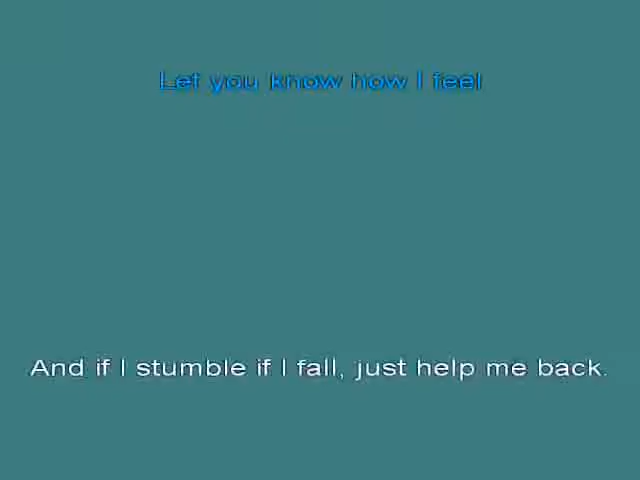 Let you know how I feel
And if I stumble if I fall, just help me back.